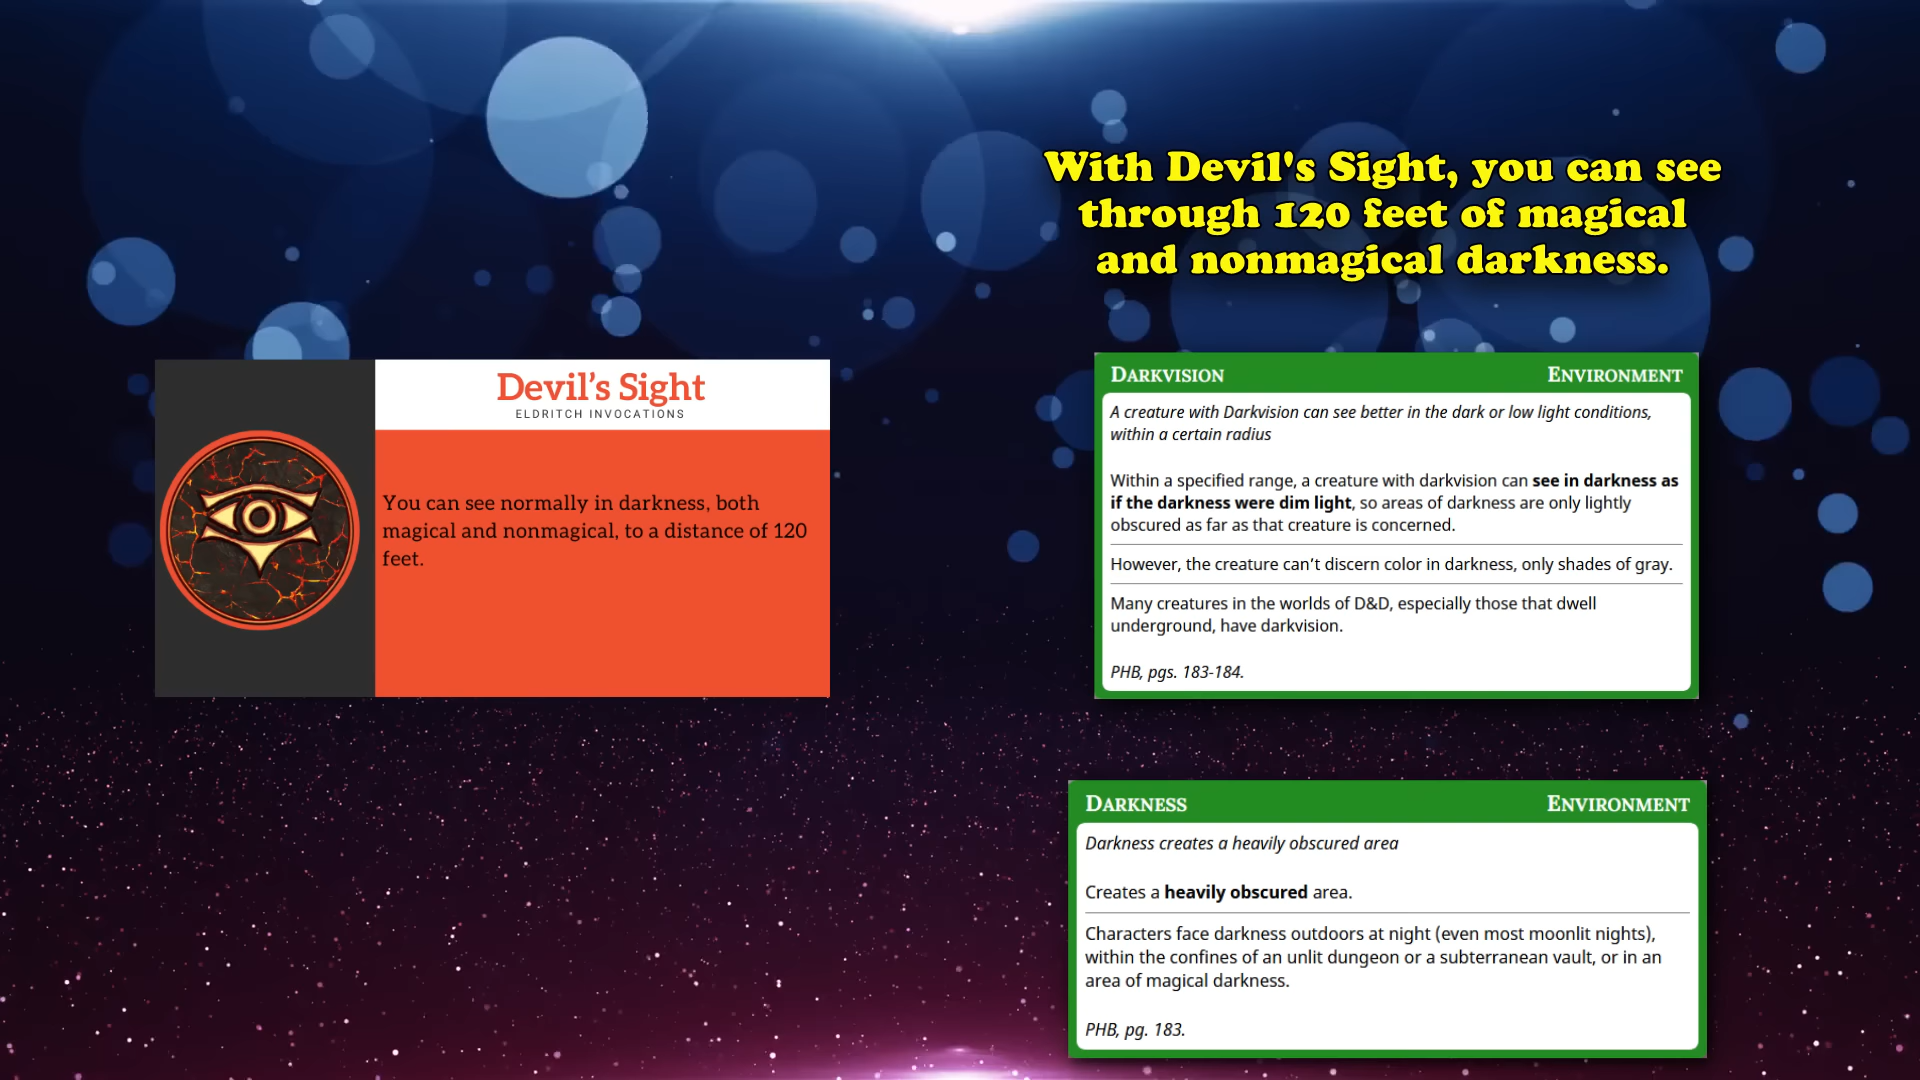 With Devil's Sight, you can see
through 120 feet of magical
and nonmagical darkness.
Devil’s Sight
ELDRITCH INVOCATIONS
You can see normally in darkness, both
magical and nonmagical, to a distance of 120
feet.
DARKVISION ENVIRONMENT
A creature with Darkvision can see better in the dark or low light conditions,
within a certain radius
Within a specified range, a creature with darkvision can see in darkness as
if the darkness were dim light, so areas of darkness are only lightly
obscured as far as that creature is concerned.
However, the creature can’t discern color in darkness, only shades of gray.
Many creatures in the worlds of D&D, especially those that dwell
underground, have darkvision.
PHB, pgs. 183-184.
DARKNESS ENVIRONMENT
Darkness creates a heavily obscured area
Creates a heavily obscured area.
Characters face darkness outdoors at night (even most moonlit nights),
within the confines of an unlit dungeon or a subterranean vault, or in an
area of magical darkness.
PHB, pg. 183.